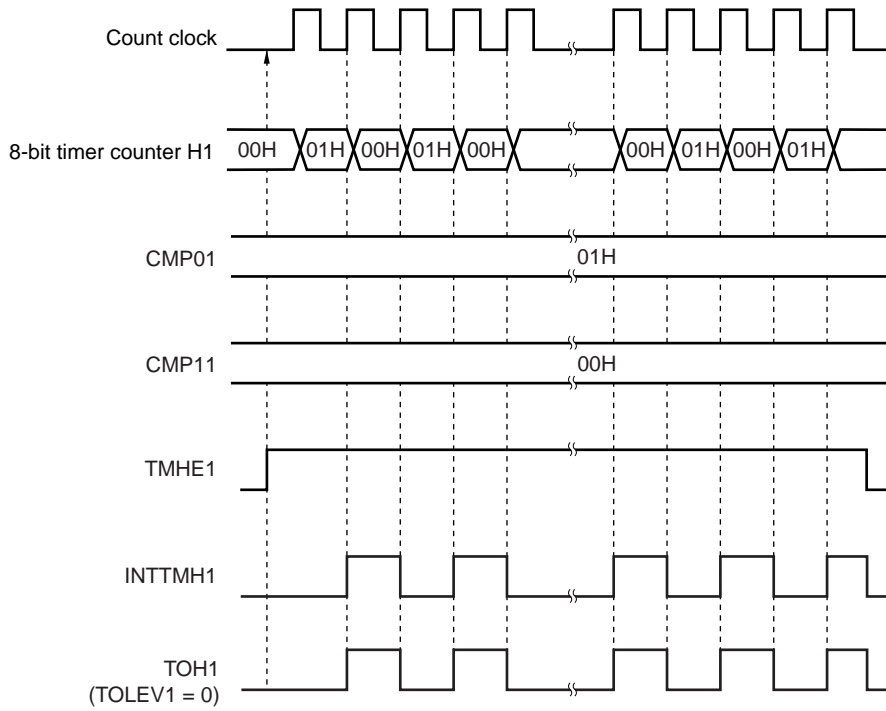 Count clock
8-bit timer counter H1 00H 01H 00H 01H 00H 00H 01H 00H 01H
CMP01 01H
CMP11 00H
TMHE1
INTTMH1
TOH1
(TOLEV1 = 0)